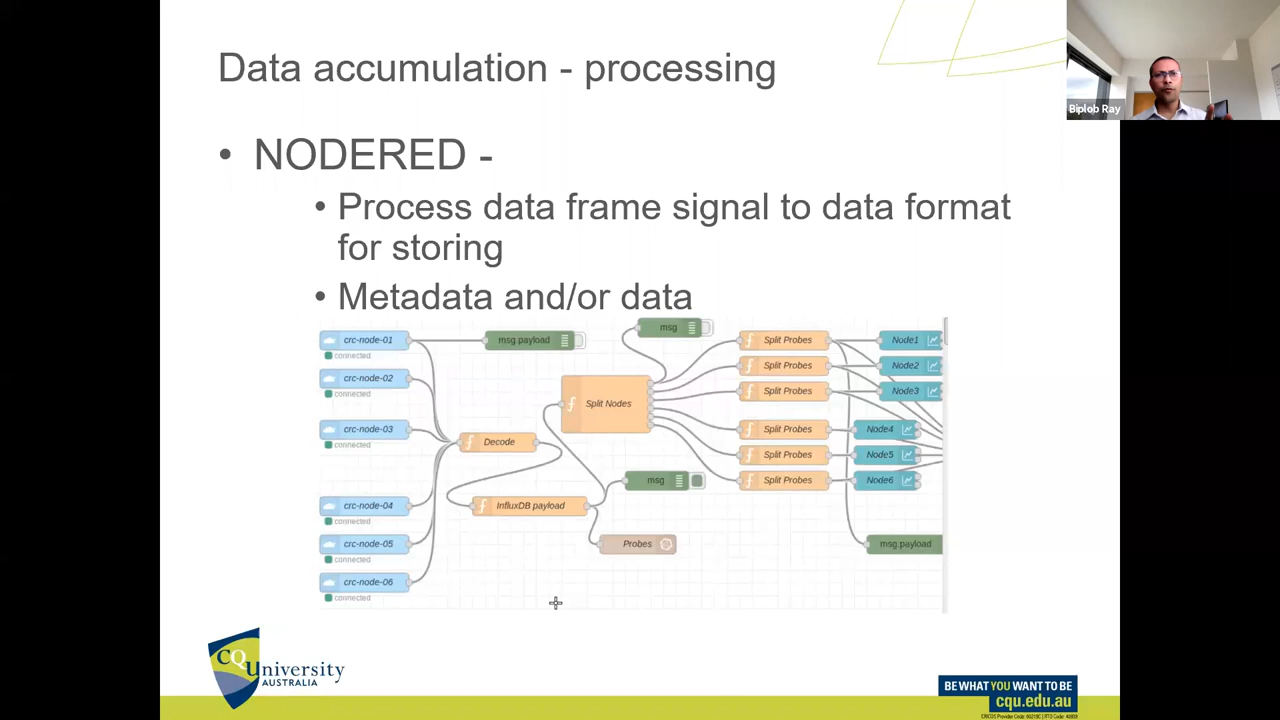 Data accumulation - processing
Biplob Ray
• NODERED -
• Process data frame signal to data format
for storing
• Metadata and/or data
crc-node-01
connected
crc-node-02
connected
crc-node-03
connected
crc-node-04
connected
crc-node-05
connected
crc-node-06
connected
msg.payload
Decode
InfluxDB payload
msg
Split Nodes
msg
Probes
Split Probes
Split Probes
Split Probes
Split Probes
Split Probes
Split Probes
Node1
Node2
Node3
Node4
Node5
Node6
msg.payload
CQUniversity
AUSTRALIA
BE WHAT YOU WANT TO BE
cqu.edu.au